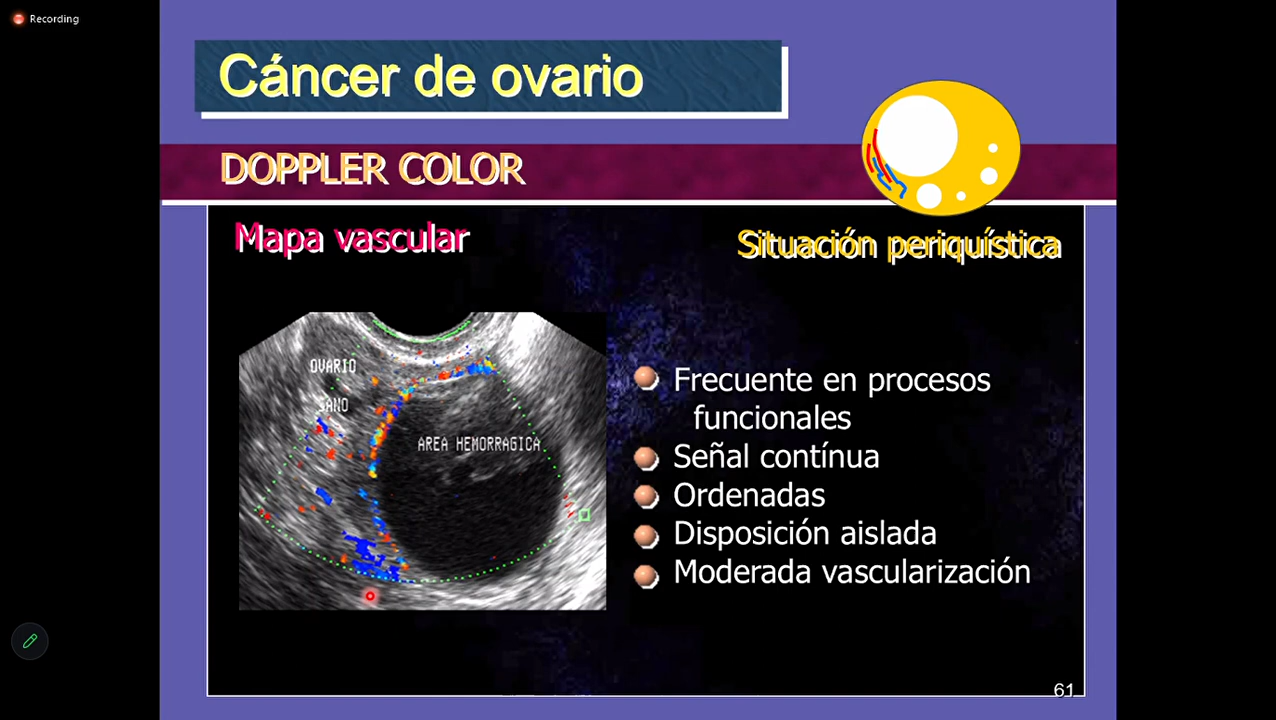 Recording
Cáncer de ovario
DOPPLER COLOR
Mapa vascular
Situación periquística
OVARIO
SANO
AREA HEMORRAGICA
Frecuente en procesos
funcionales
Señal contínua
Ordenadas
Disposición aislada
Moderada vascularización
61